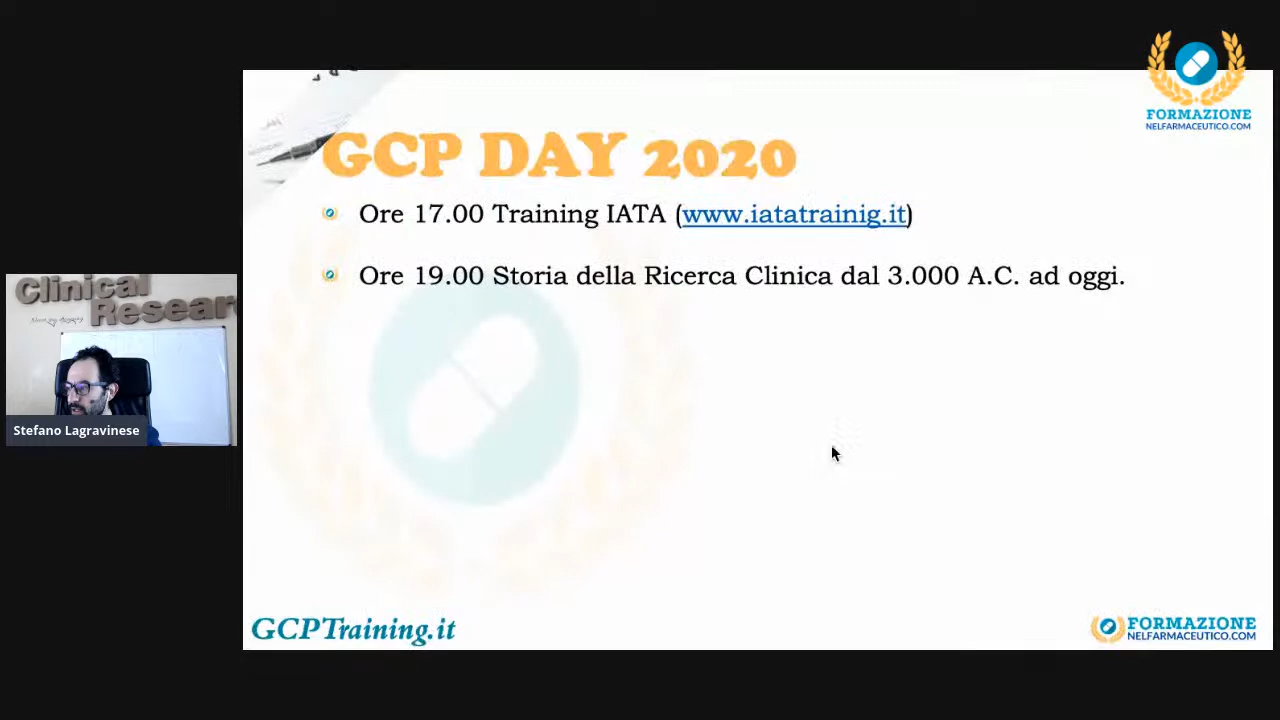 FORMAZIONE
NELFARMACEUTICO.COM
GCP DAY 2020
Ore 17.00 Training IATA (www.iatatrainig.it)
Ore 19.00 Storia della Ricerca Clinica dal 3.000 A.C. ad oggi.
Clinical
Resear
Stefano Lagravinese
GCPTraining.it
FORMAZIONE
NELFARMACEUTICO.COM